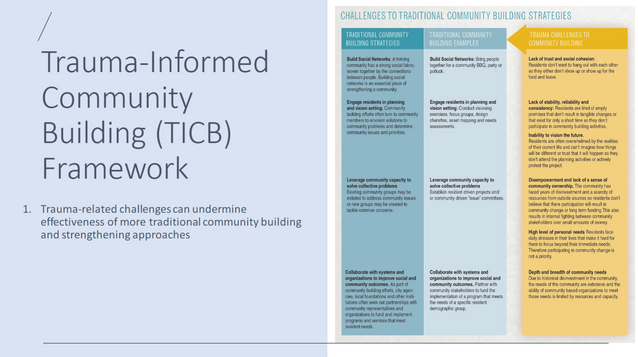 Trauma-Informed
Community
Building (TICB)
Framework
1. Trauma-related challenges can undermine
effectiveness of more traditional community building
and strengthening approaches
CHALLENGES TO TRADITIONAL COMMUNITY BUILDING STRATEGIES
TRADITIONAL COMMUNITY
BUILDING STRATEGIES
Build Social Networks: A thriving
community has a strong social fabric,
woven together by the connections
between people. Building social
networks is an essential piece of
strengthening a community.
Engage residents in planning
and vision setting. Community
building efforts often turn to community
members to envision solutions to
community problems and determine
community issues and priorities.
Leverage community capacity to
solve collective problems
Existing community groups may be
enlisted to address community issues
or new groups may be created to
tackle common concerns.
Collaborate with systems and
organizations to improve social and
community outcomes. As part of
community building efforts, city agen-
cies, local foundations and other insti-
tutions often seek out partnerships with
community representatives and
organizations to fund and implement
programs and services that meet
resident needs.
TRADITIONAL COMMUNITY
BUILDING EXAMPLES
Build Social Networks: Bring people
together for a community BBQ, party or
potluck.
Engage residents in planning and
vision setting: Conduct visioning
exercises, focus groups, design
charettes, asset mapping and needs
assessments.
Leverage community capacity to
solve collective problems
Establish resident driven projects and/
or community driven "issue" committees.
Collaborate with systems and
organizations to improve social and
community outcomes. Partner with
community stakeholders to fund the
implementation of a program that meets
the needs of a specific resident
demographic group.
TRAUMA CHALLENGES TO
COMMUNITY BUILDING
Lack of trust and social cohesion:
Residents don't want to hang out with each other
so they either don't show up or show up for the
food and leave.
Lack of stability, reliability and
consistency: Residents are tired of empty
promises that don't result in tangible changes or
that exist for only a short time so they don't
participate in community building activities.
Inability to vision the future.
Residents are often overwhelmed by the realities
of their current life and can't imagine how things
will be different or trust that it will happen so they
don't attend the planning activities or actively
protest the project.
Disempowerment and lack of a sense of
community ownership. The community has
faced years of disinvestment and a scarcity of
resources from outside sources so residents don't
believe that there participation will result in
community change or long term funding. This also
results in internal fighting between community
stakeholders over small amounts of money.
High level of personal needs Residents face
daily stresses in their lives that make it hard for
them to focus beyond their immediate needs.
Therefore participating in community change is
not a priority.
Depth and breadth of community needs
Due to historical disinvestment in the community,
the needs of the community are extensive and the
ability of community based organizations to meet
those needs is limited by resources and capacity.